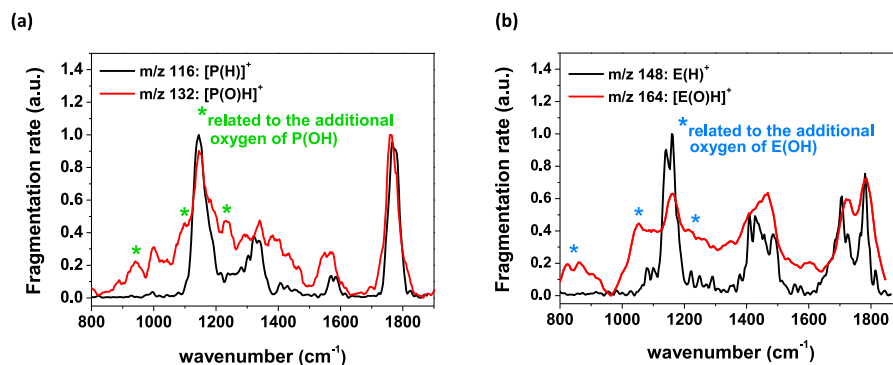 (a)
m/z 116: [P(H)]+
m/z 132: [P(O)H]+
* related to the additional
oxygen of P(OH)
* * *
Fragmentation rate (a.u.)
1.4
1.2
1.0
0.8
0.6
0.4
0.2
0.0
800 1000 1200 1400 1600 1800
wavenumber (cm-1)
(b)
m/z 148: E(H)+
m/z 164: [E(O)H]+
* related to the additional
oxygen of E(OH)
* * *
Fragmentation rate (a.u.)
1.4
1.2
1.0
0.8
0.6
0.4
0.2
0.0
800 1000 1200 1400 1600 1800
wavenumber (cm-1)